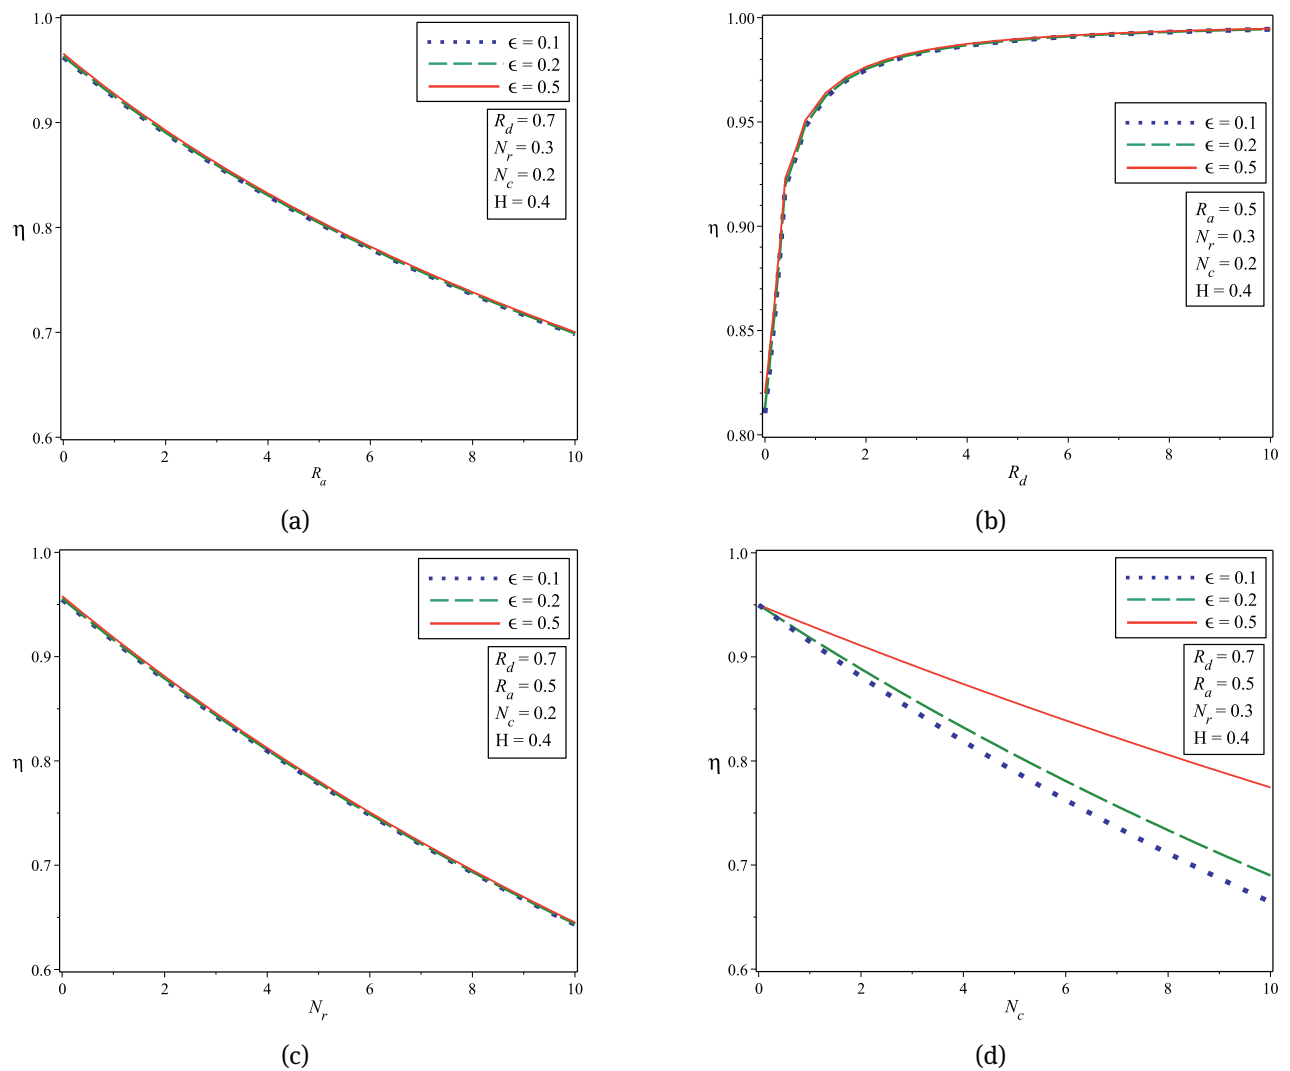 1.0
0.9
0.8
0.7
0.6
η
0 2 4 6 8 10
R_a
ϵ = 0.1
ϵ = 0.2
ϵ = 0.5
R_d = 0.7
N_r = 0.3
N_c = 0.2
H = 0.4
(a)
1.00
0.95
0.90
0.85
0.80
η
0 2 4 6 8 10
R_d
ϵ = 0.1
ϵ = 0.2
ϵ = 0.5
R_a = 0.5
N_r = 0.3
N_c = 0.2
H = 0.4
(b)
1.0
0.9
0.8
0.7
0.6
η
0 2 4 6 8 10
N_r
ϵ = 0.1
ϵ = 0.2
ϵ = 0.5
R_d = 0.7
R_a = 0.5
N_c = 0.2
H = 0.4
(c)
1.0
0.9
0.8
0.7
0.6
η
0 2 4 6 8 10
N_c
ϵ = 0.1
ϵ = 0.2
ϵ = 0.5
R_d = 0.7
R_a = 0.5
N_r = 0.3
H = 0.4
(d)